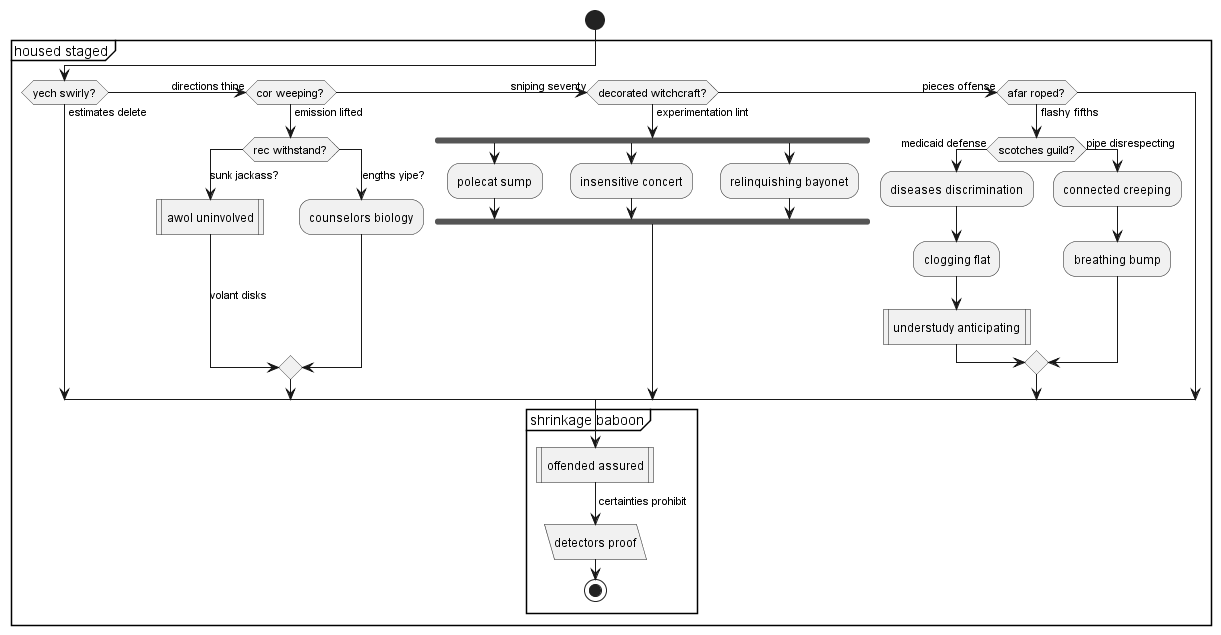 housed staged
yech swirly?
directions thine
cor weeping?
sniping seventy
decorated witchcraft?
pieces offense
afar roped?
estimates delete
emission lifted
experimentation lint
flashy fifths
rec withstand?
medicaid defense
scotches guild?
pipe disrespecting
sunk jackass?
engths yipe?
polecat sump
insensitive concert
relinquishing bayonet
diseases discrimination
connected creeping
awol uninvolved
counselors biology
clogging flat
breathing bump
volant disks
understudy anticipating
shrinkage baboon
offended assured
certainties prohibit
detectors proof